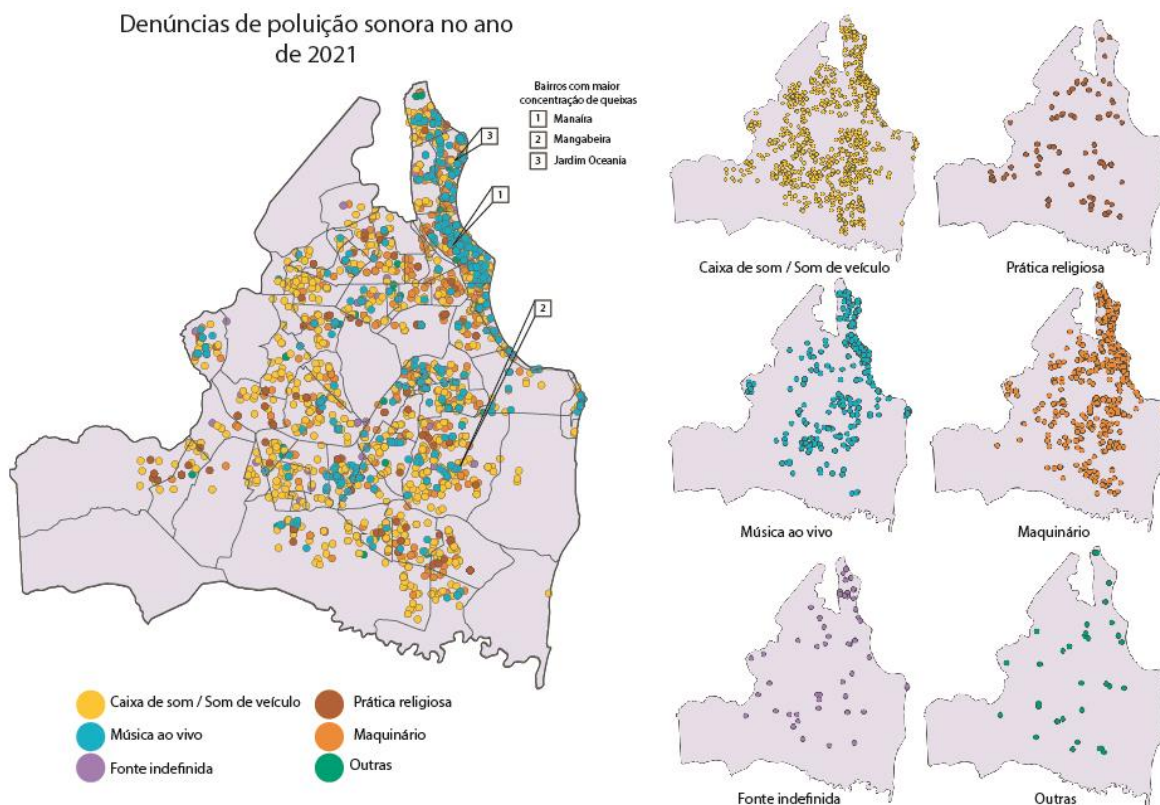 Denúncias de poluição sonora no ano
de 2021
Bairros com maior
concentração de queixas
1 Manaíra
2 Mangabeira
3 Jardim Oceania
3
1
2
Caixa de som / Som de veículo
Prática religiosa
Música ao vivo
Maquinário
Fonte indefinida
Outras
Caixa de som / Som de veículo
Prática religiosa
Música ao vivo
Maquinário
Fonte indefinida
Outras